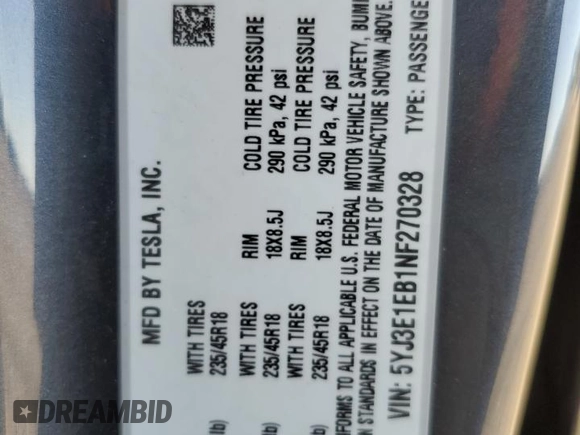 MFD BY TESLA, INC.
WITH TIRES RIM COLD TIRE PRESSURE
235/45R18 18X8.5J 290 kPa, 42 psi
lb) WITH TIRES RIM COLD TIRE PRESSURE
235/45R18 18X8.5J 290 kPa, 42 psi
lb) WITH TIRES
235/45R18
b)
FORMS TO ALL APPLICABLE U.S. FEDERAL MOTOR VEHICLE SAFETY, BUM
N STANDARDS IN EFFECT ON THE DATE OF MANUFACTURE SHOWN ABOVE.
VIN: 5YJ3E1EB1NF270328 TYPE: PASSENGE
DREAMBID